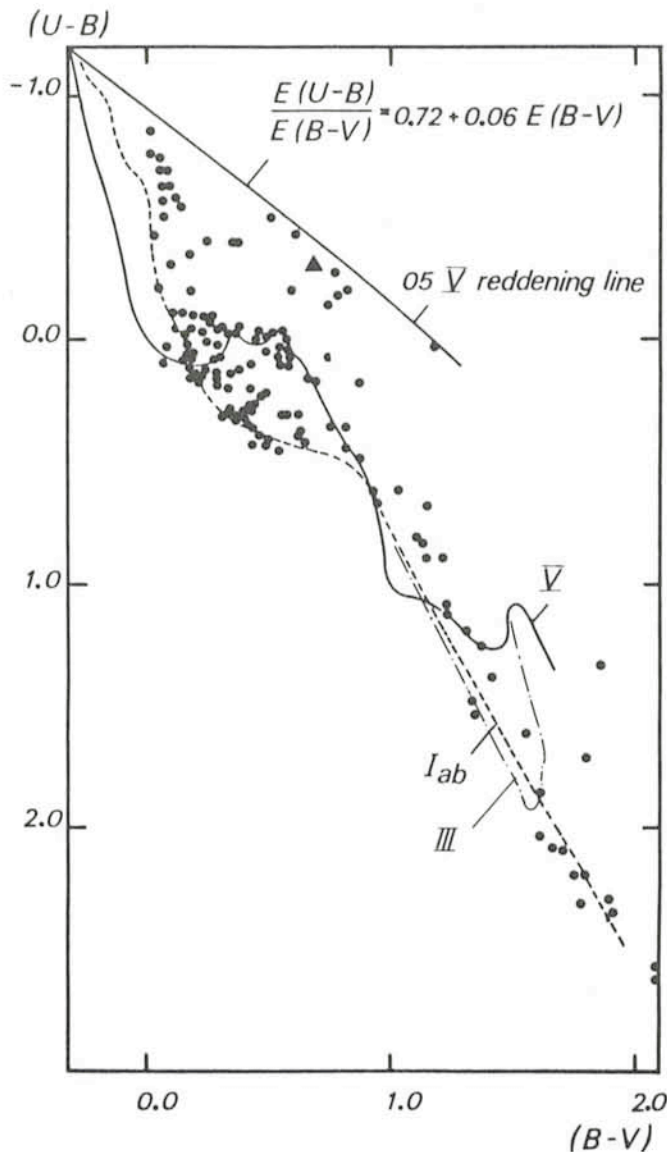 (U-B)
-1.0
E (U-B)
E (B-V) = 0.72 + 0.06 E (B-V)
05 V reddening line
0.0
1.0
V
Iab
III
2.0
0.0 1.0 2.0
(B-V)